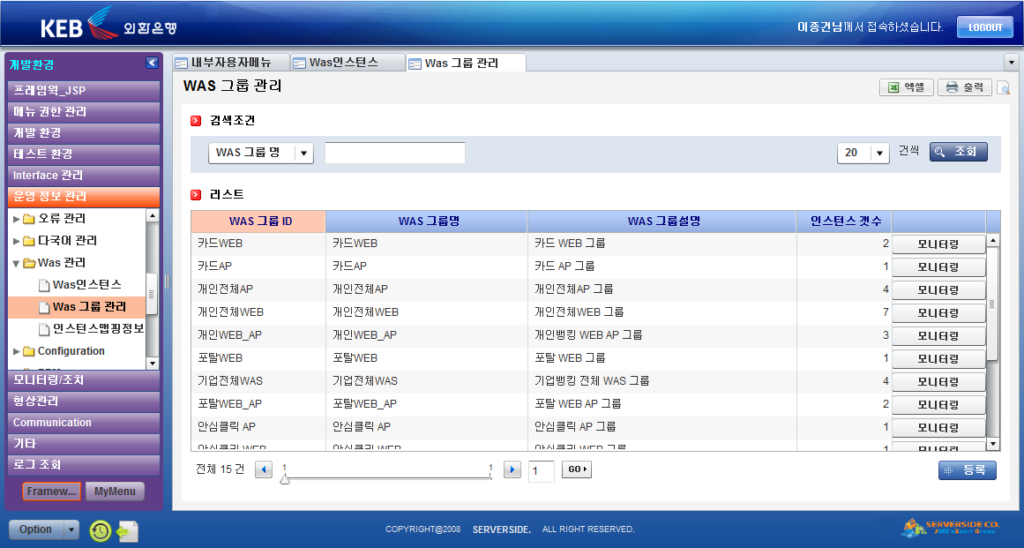 KEB 외환은행
이종건님께서 접속하셨습니다.
LOGOUT
개발환경
내부자용자메뉴
Was인스턴스
Was 그룹 관리
프레임웍_JSP
메뉴 권한 관리
개발 환경
테스트 환경
Interface 관리
운영 정보 관리
오류 관리
다국어 관리
Was 관리
Was인스턴스
Was 그룹 관리
인스턴스맵핑정보
Configuration
모니터링/조치
형상관리
Communication
기타
로그 조회
Framew...
MyMenu
WAS 그룹 관리
엑셀
출력
검색조건
WAS 그룹 명
20
건씩
조회
리스트
WAS 그룹 ID WAS 그룹명 WAS 그룹설명 인스턴스 갯수
카드WEB 카드WEB 카드 WEB 그룹 2 모니터링
카드AP 카드AP 카드 AP 그룹 1 모니터링
개인전체AP 개인전체AP 개인전체AP 그룹 4 모니터링
개인전체WEB 개인전체WEB 개인전체WEB 그룹 7 모니터링
개인WEB_AP 개인WEB_AP 개인뱅킹 WEB AP 그룹 3 모니터링
포탈WEB 포탈WEB 포탈 WEB 그룹 1 모니터링
기업전체WAS 기업전체WAS 기업뱅킹 전체 WAS 그룹 4 모니터링
포탈WEB_AP 포탈WEB_AP 포탈 WEB AP 그룹 2 모니터링
안심클릭 AP 안심클릭 AP 안심클릭 AP 그룹 1 모니터링
안심클릭 WEB 안심클릭 WEB 안심클릭 WEB 그룹 1 모니터링
전체 15 건
1
1
1
GO
등록
Option
COPYRIGHT@2008 SERVERSIDE. ALL RIGHT RESERVED.
SERVERSIDE CO.